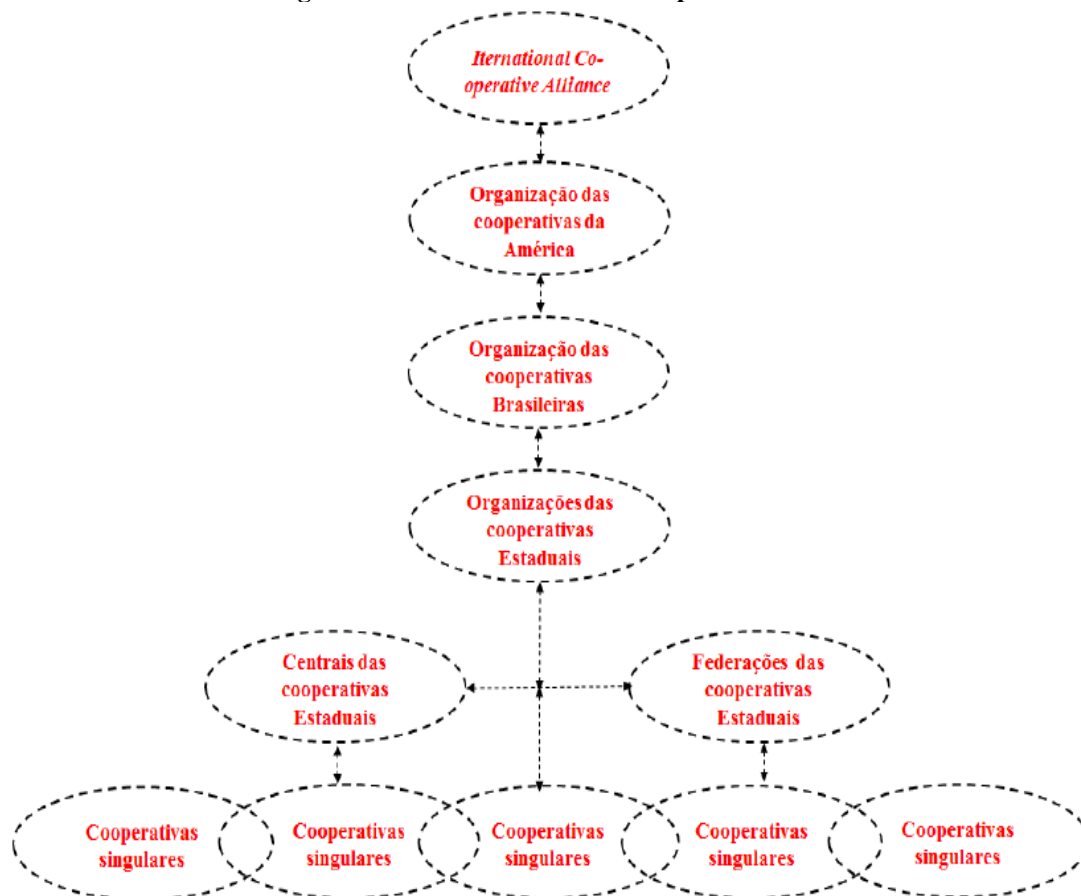 Iternational Co-
operative Alliance
Organização das
cooperativas da
América
Organização das
cooperativas
Brasileiras
Organizações das
cooperativas
Estaduais
Centrais das
cooperativas
Estaduais
Federações das
cooperativas
Estaduais
Cooperativas
singulares
Cooperativas
singulares
Cooperativas
singulares
Cooperativas
singulares
Cooperativas
singulares